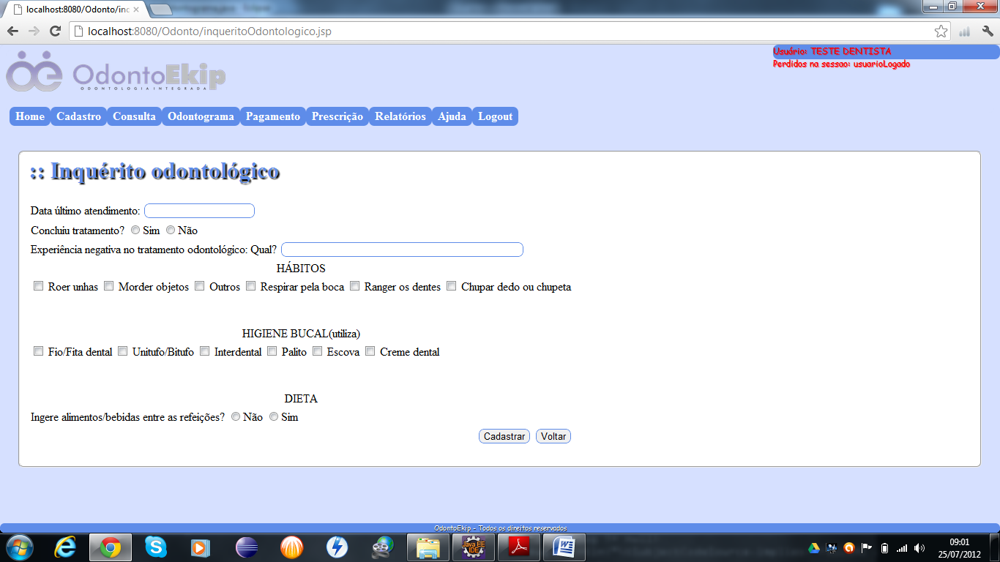 localhost:8080/Odonto/inc
localhost:8080/Odonto/inqueritoOdontologico.jsp
Usuário: TESTE DENTISTA
Perdidos na sessao: usuarioLogado
OdontoEkip
ODONTOLOGIAINTEGRADA
Home Cadastro Consulta Odontograma Pagamento Prescrição Relatórios Ajuda Logout
:: Inquérito odontológico
Data último atendimento:
Concluiu tratamento? Sim Não
Experiência negativa no tratamento odontológico: Qual?
HÁBITOS
Roer unhas Morder objetos Outros Respirar pela boca Ranger os dentes Chupar dedo ou chupeta
HIGIENE BUCAL(utiliza)
Fio/Fita dental Unitufo/Bitufo Interdental Palito Escova Creme dental
DIETA
Ingere alimentos/bebidas entre as refeições? Não Sim
Cadastrar Voltar
OdontoEkip - Todos os direitos reservados
Java EE
IDE
09:01
25/07/2012